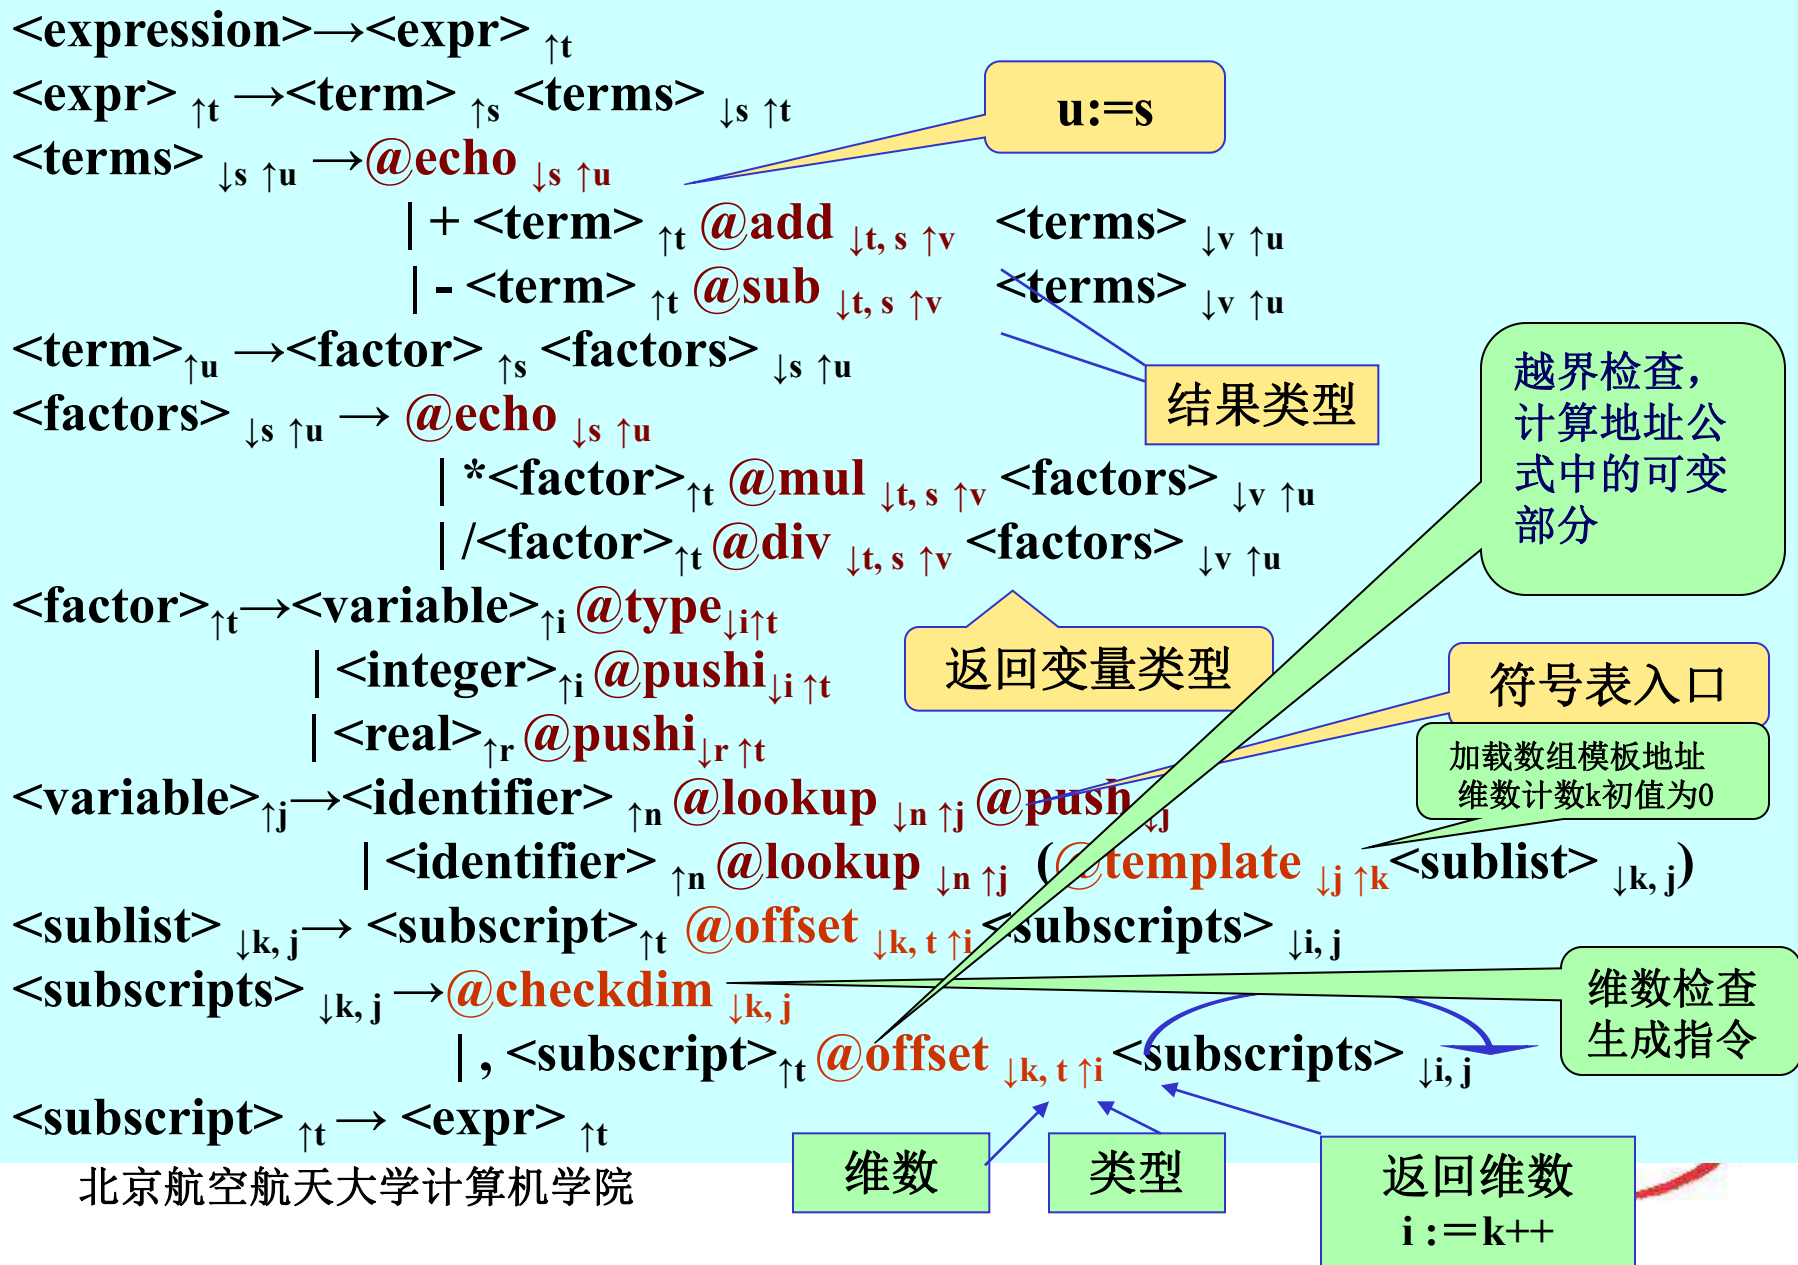 <expression>→<expr> ↑t
<expr> ↑t →<term> ↑s <terms> ↓s ↑t
u:=s
<terms> ↓s ↑u →@echo ↓s ↑u
| + <term> ↑t @add ↓t, s ↑v <terms> ↓v ↑u
| - <term> ↑t @sub ↓t, s ↑v <terms> ↓v ↑u
<term>↑u →<factor> ↑s <factors> ↓s ↑u
结果类型
越界检查，
计算地址公
式中的可变
部分
<factors> ↓s ↑u → @echo ↓s ↑u
| *<factor>↑t @mul ↓t, s ↑v <factors> ↓v ↑u
| /<factor>↑t @div ↓t, s ↑v <factors> ↓v ↑u
<factor>↑t→<variable>↑i @type↓i↑t
| <integer>↑i @pushi↓i ↑t
返回变量类型
符号表入口
| <real>↑r @pushi↓r ↑t
加载数组模板地址
维数计数k初值为0
<variable>↑j→<identifier> ↑n @lookup ↓n ↑j @push ↓j
| <identifier> ↑n @lookup ↓n ↑j (@template ↓j ↑k<sublist> ↓k, j)
<sublist> ↓k, j→ <subscript>↑t @offset ↓k, t ↑i <subscripts> ↓i, j
<subscripts> ↓k, j →@checkdim ↓k, j
维数检查
生成指令
| , <subscript>↑t @offset ↓k, t ↑i <subscripts> ↓i, j
<subscript> ↑t → <expr> ↑t
维数
类型
返回维数
i :＝k++
北京航空航天大学计算机学院